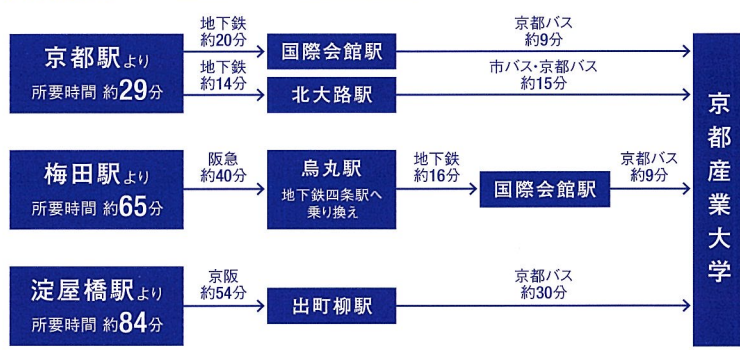 京都駅より
所要時間 約29分
地下鉄
約20分
国際会館駅
京都バス
約9分
地下鉄
約14分
北大路駅
市バス・京都バス
約15分
梅田駅より
所要時間 約65分
阪急
約40分
烏丸駅
地下鉄四条駅へ
乗り換え
地下鉄
約16分
国際会館駅
京都バス
約9分
淀屋橋駅より
所要時間 約84分
京阪
約54分
出町柳駅
京都バス
約30分
京都産業大学